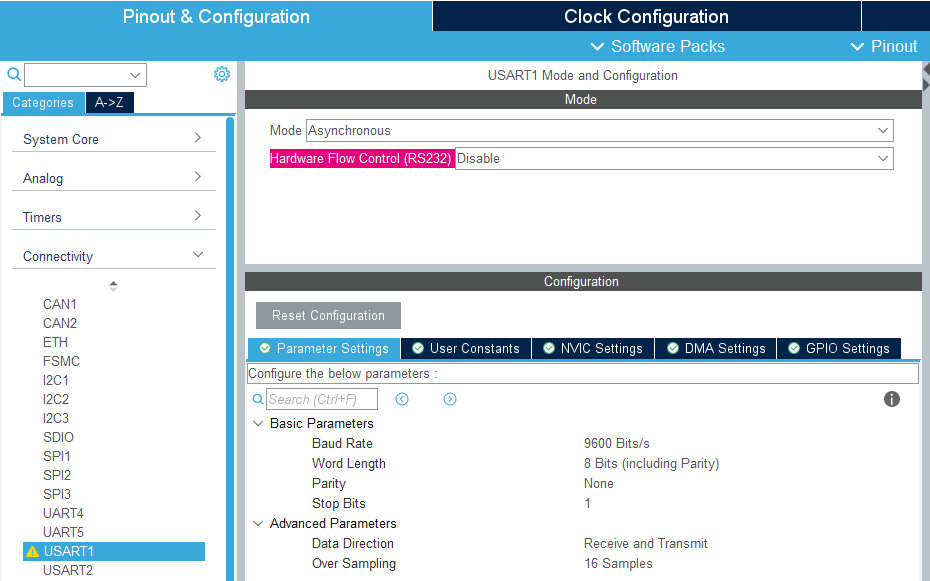 Pinout & Configuration
Clock Configuration
Software Packs
Pinout
Categories
A->Z
System Core
Analog
Timers
Connectivity
CAN1
CAN2
ETH
FSMC
I2C1
I2C2
I2C3
SDIO
SPI1
SPI2
SPI3
UART4
UART5
USART1
USART2
USART1 Mode and Configuration
Mode
Mode Asynchronous
Hardware Flow Control (RS232) Disable
Configuration
Reset Configuration
Parameter Settings
User Constants
NVIC Settings
DMA Settings
GPIO Settings
Configure the below parameters :
Search (Ctrl+F)
Basic Parameters
Baud Rate 9600 Bits/s
Word Length 8 Bits (including Parity)
Parity None
Stop Bits 1
Advanced Parameters
Data Direction Receive and Transmit
Over Sampling 16 Samples